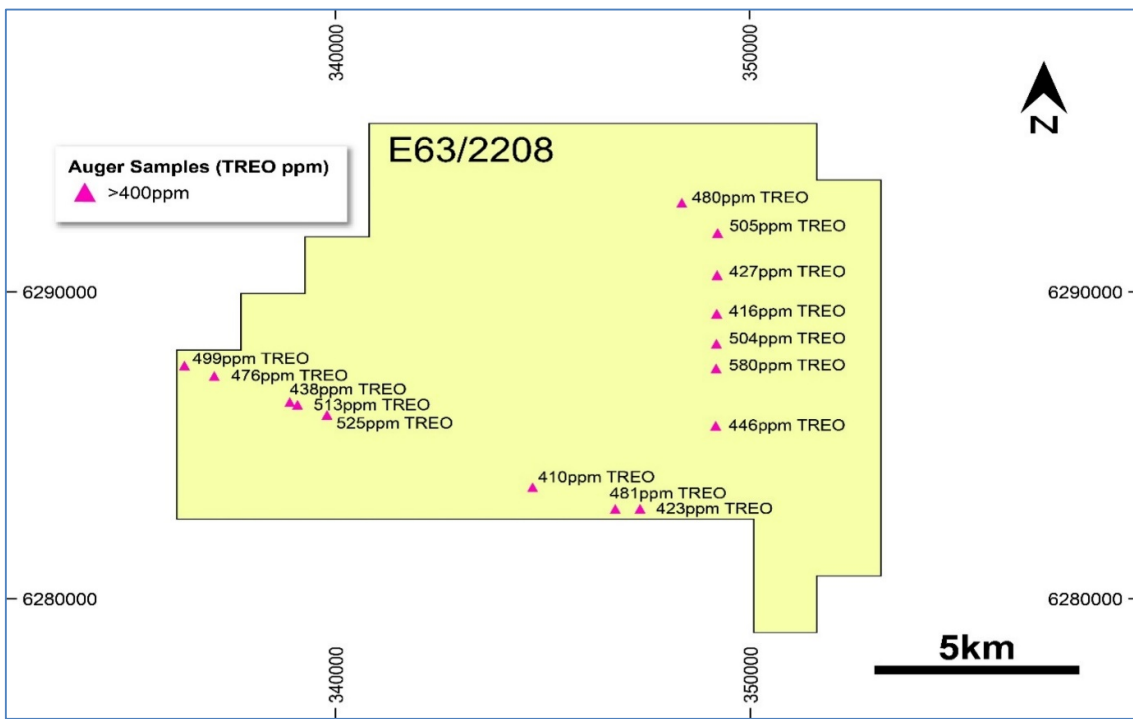 340000
350000
E63/2208
Auger Samples (TREO ppm)
>400ppm
N
480ppm TREO
505ppm TREO
427ppm TREO
6290000
6290000
416ppm TREO
504ppm TREO
499ppm TREO
580ppm TREO
476ppm TREO
438ppm TREO
513ppm TREO
525ppm TREO
446ppm TREO
410ppm TREO
481ppm TREO
423ppm TREO
6280000
6280000
5km
340000
350000